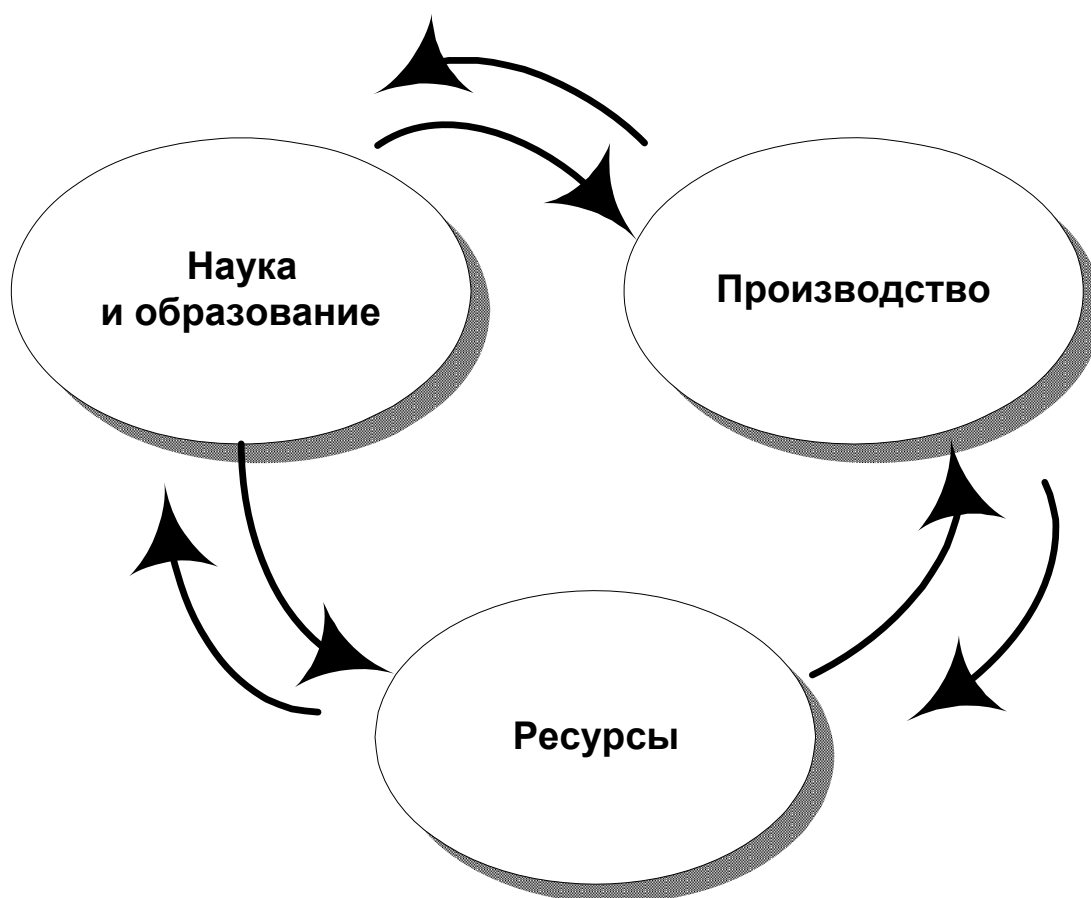 Наука
и образование
Производство
Ресурсы